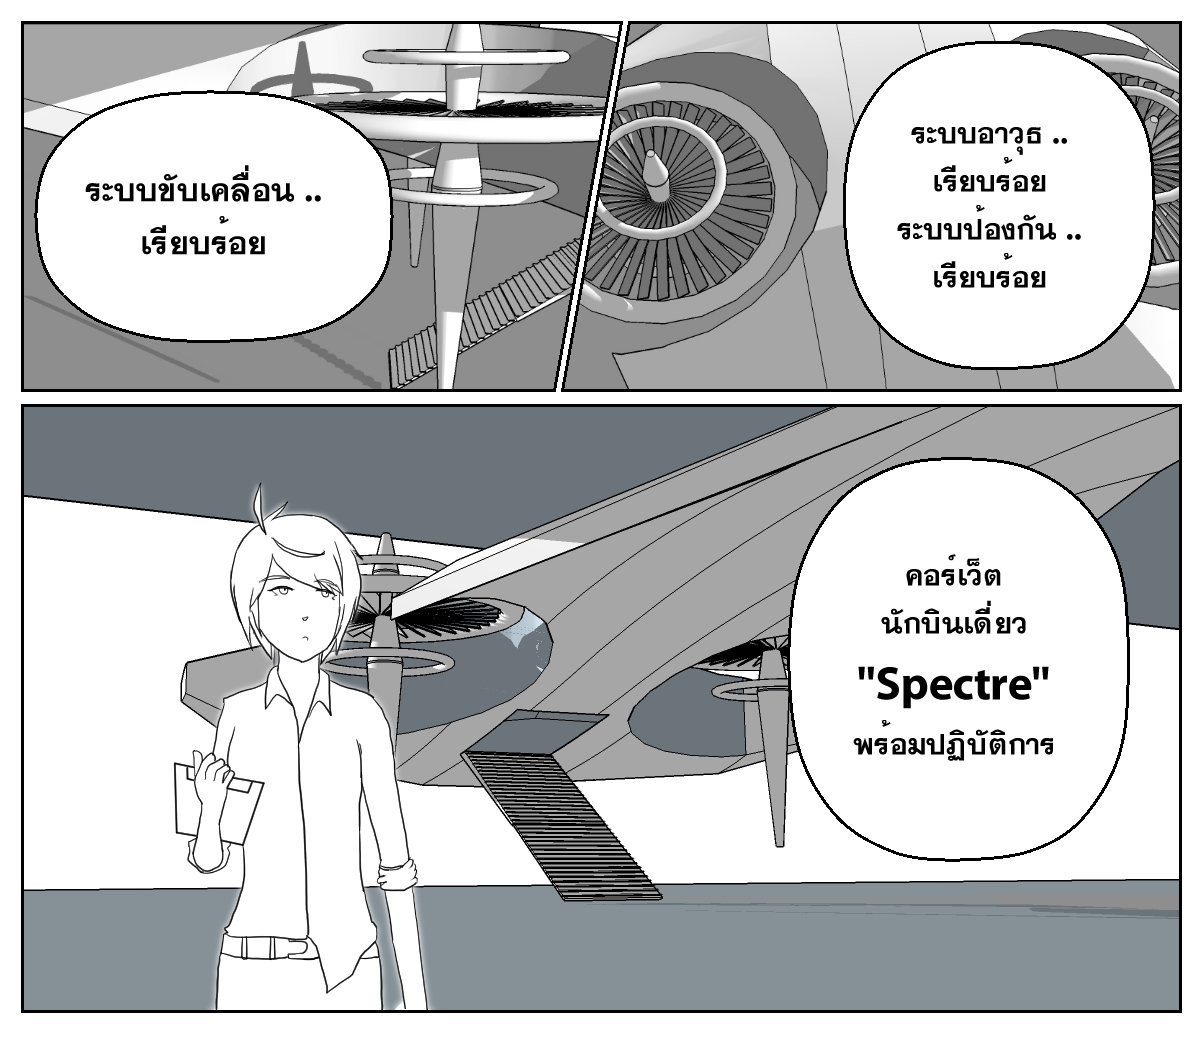 ระบบขับเคลื่อน ..
เรียบร้อย
ระบบอาวุธ ..
เรียบร้อย
ระบบป้องกัน ..
เรียบร้อย
คอร์เว็ต
นักบินเดี่ยว
"Spectre"
พร้อมปฏิบัติการ